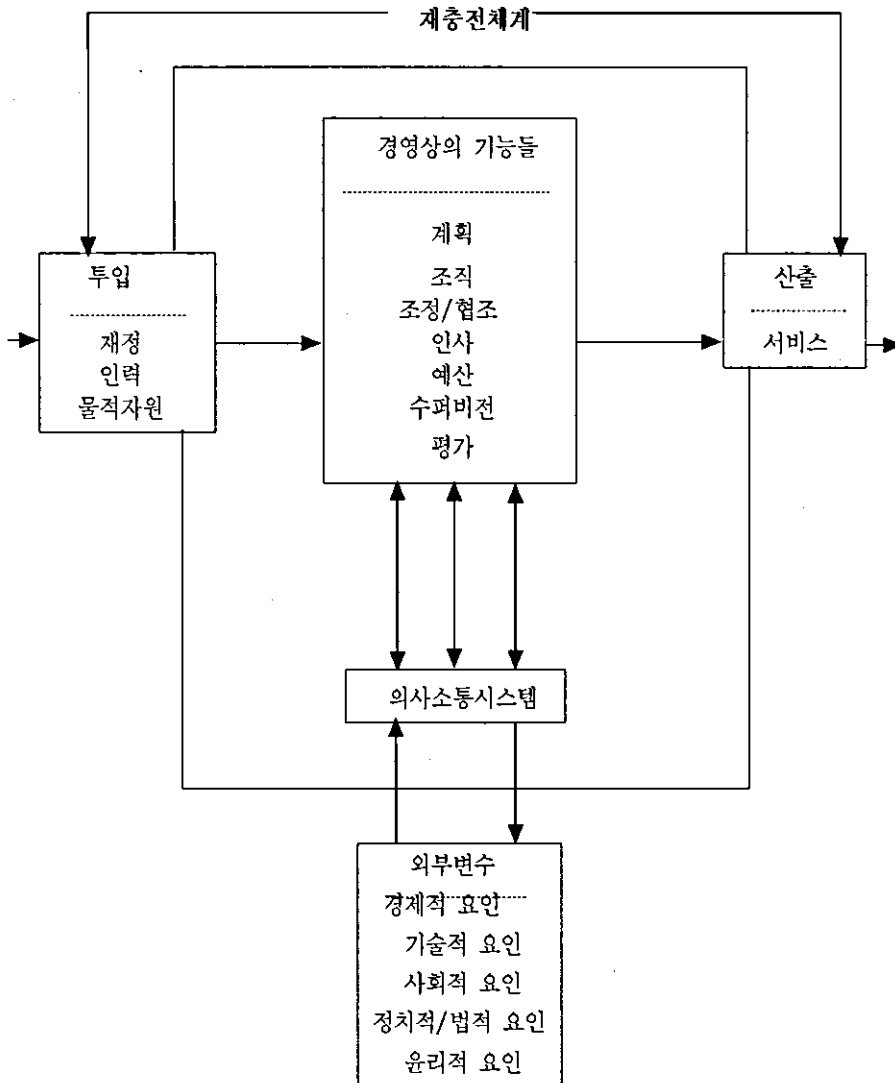 재충전체계
경영상의 기능들
계획
조직
조정/협조
인사
예산
수퍼비전
평가
투입
재정
인력
물적자원
산출
서비스
의사소통시스템
외부변수
경제적 요인
기술적 요인
사회적 요인
정치적/법적 요인
윤리적 요인